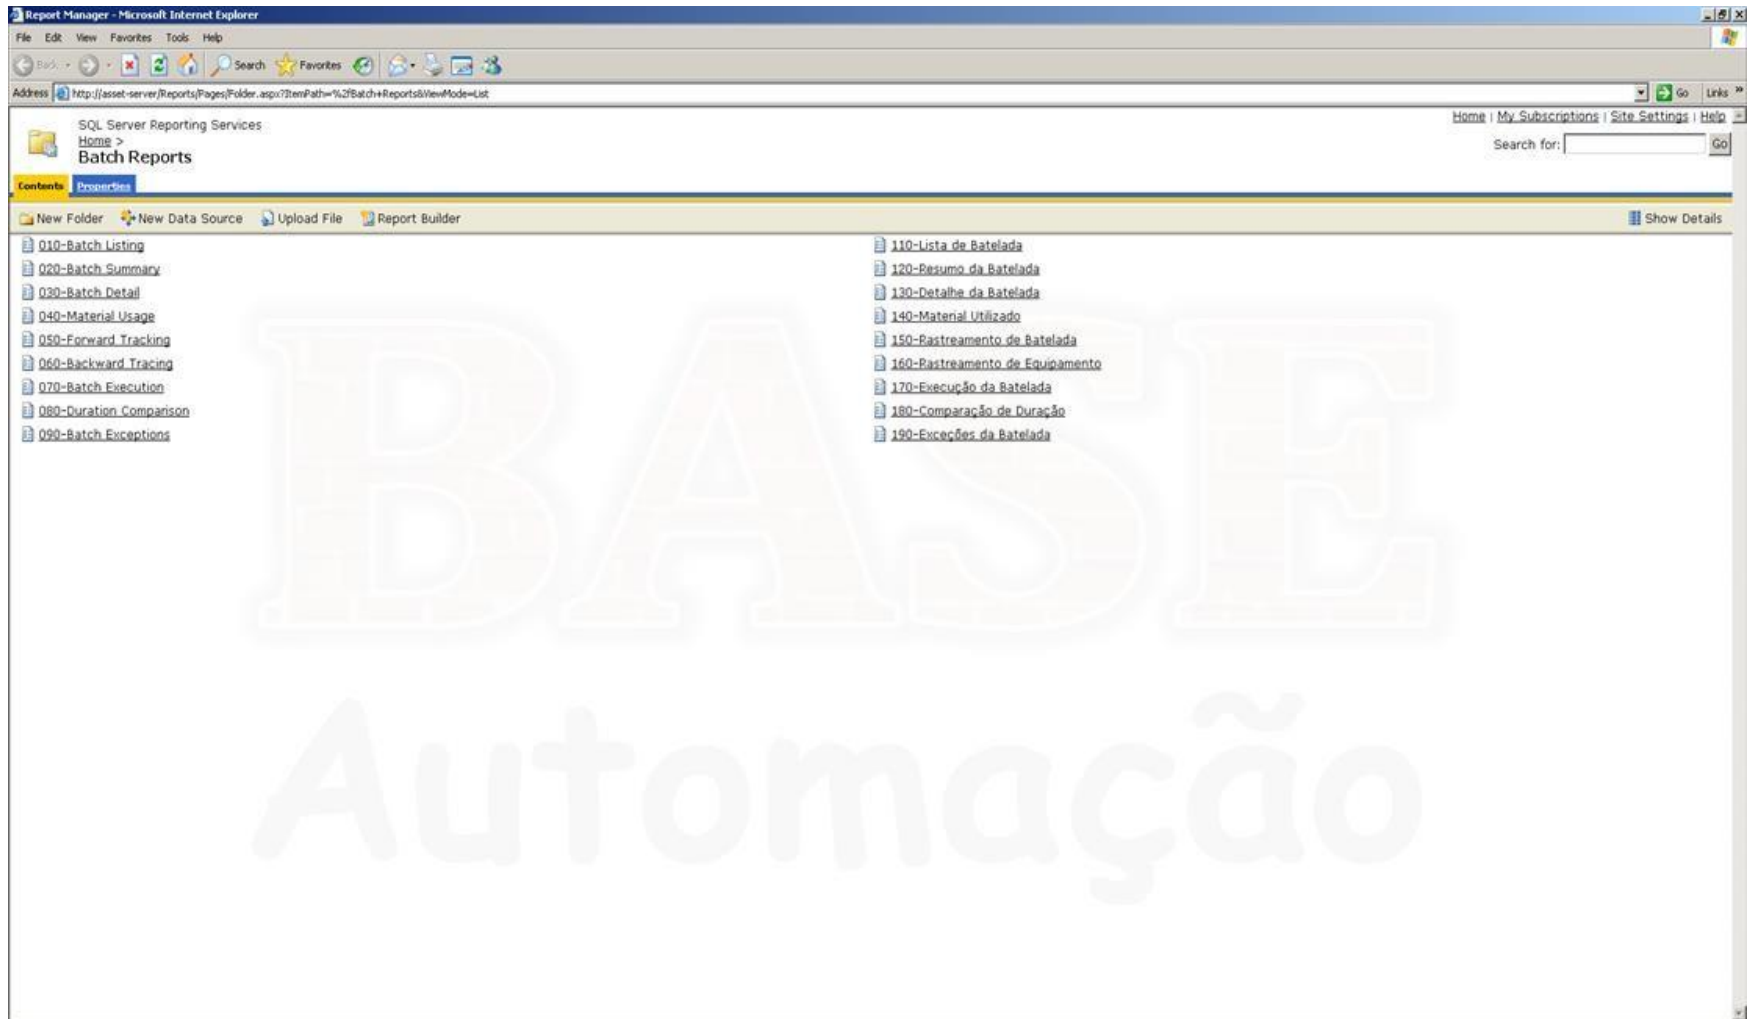 Report Manager - Microsoft Internet Explorer
File Edit View Favorites Tools Help
Back Search Favorites
Address http://asset-server/Reports/Pages/Folder.aspx?ItemPath=%2fBatch+Reports&ViewMode=List Go Links »
Home | My Subscriptions | Site Settings | Help
SQL Server Reporting Services
Home >
Batch Reports
Search for: Go
Contents Properties
New Folder New Data Source Upload File Report Builder Show Details
010-Batch Listing
020-Batch Summary
030-Batch Detail
040-Material Usage
050-Forward Tracking
060-Backward Tracing
070-Batch Execution
080-Duration Comparison
090-Batch Exceptions
110-Lista de Batelada
120-Resumo da Batelada
130-Detalhe da Batelada
140-Material Utilizado
150-Rastreamento de Batelada
160-Rastreamento de Equipamento
170-Execução da Batelada
180-Comparação de Duração
190-Exceções da Batelada
BASE
Automação